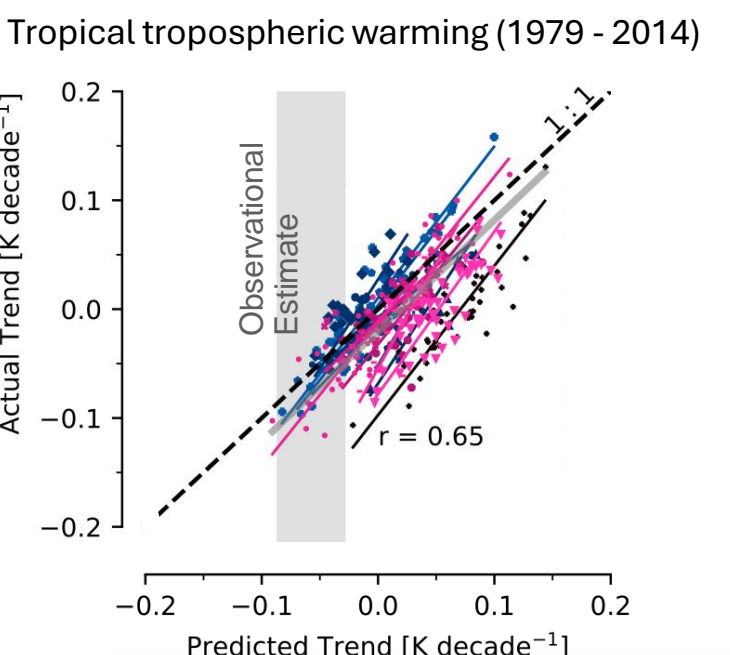 Tropical tropospheric warming (1979 - 2014)
Actual Trend [K decade⁻¹]
0.2
0.1
0.0
−0.1
−0.2
Observational
Estimate
1 : 1
r = 0.65
−0.2 −0.1 0.0 0.1 0.2
Predicted Trend [K decade⁻¹]